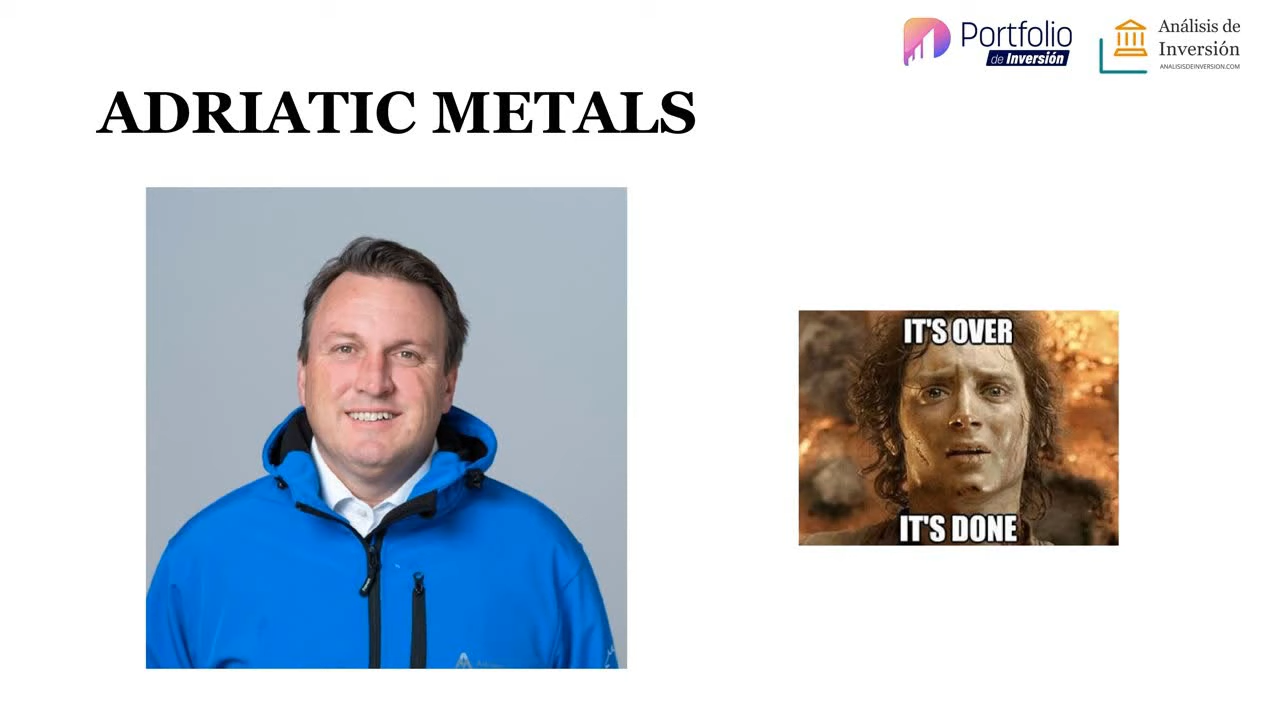 Portfolio
de Inversión
Análisis de
Inversión
ANALISISDEINVERSION.COM
ADRIATIC METALS
IT'S OVER
IT'S DONE